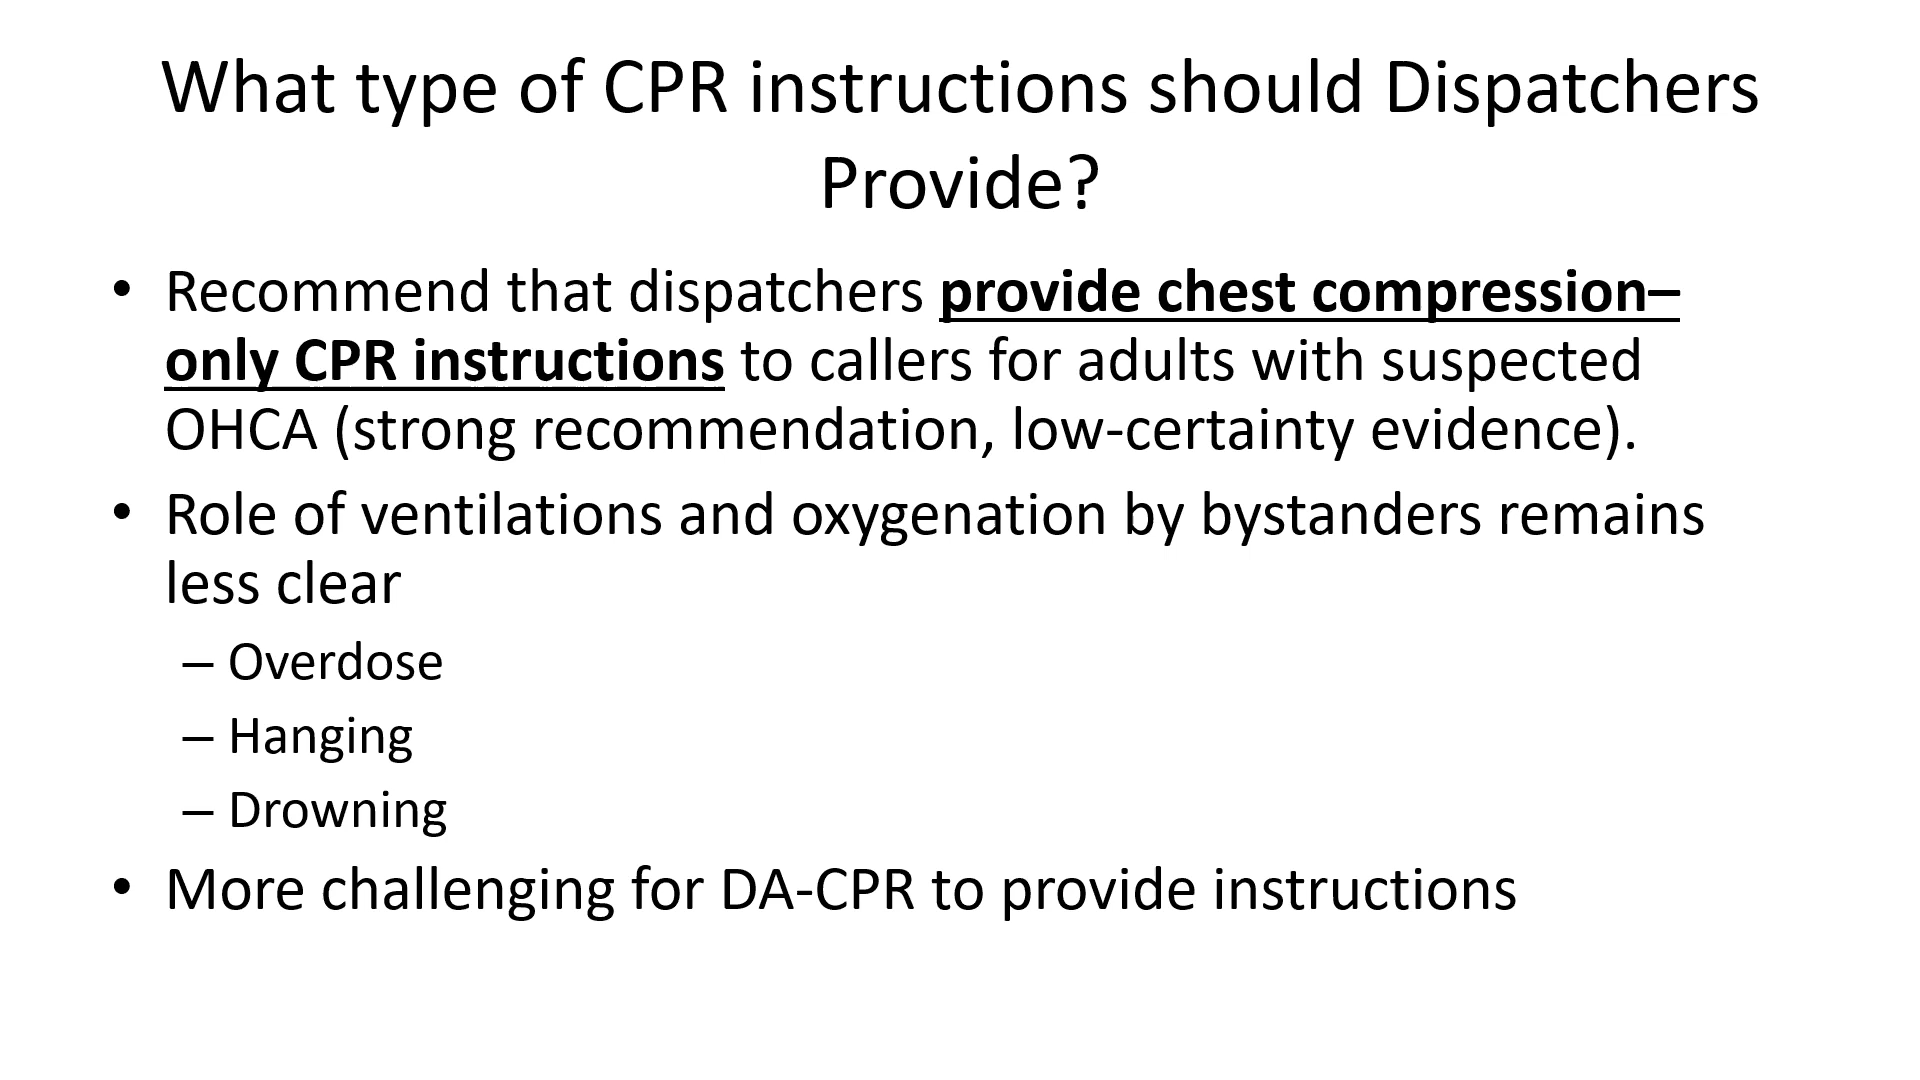 What type of CPR instructions should Dispatchers
Provide?
• Recommend that dispatchers provide chest compression–
only CPR instructions to callers for adults with suspected
OHCA (strong recommendation, low-certainty evidence).
• Role of ventilations and oxygenation by bystanders remains
less clear
– Overdose
– Hanging
– Drowning
• More challenging for DA-CPR to provide instructions